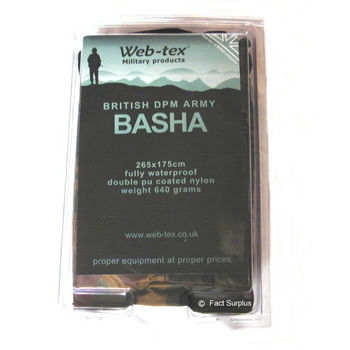 Web-tex
Military products
BRITISH DPM ARMY
BASHA
265x175cm
fully waterproof
double pu coated nylon
weight 640 grams
www.web-tex.co.uk
proper equipment at proper prices
© Fact Surplus